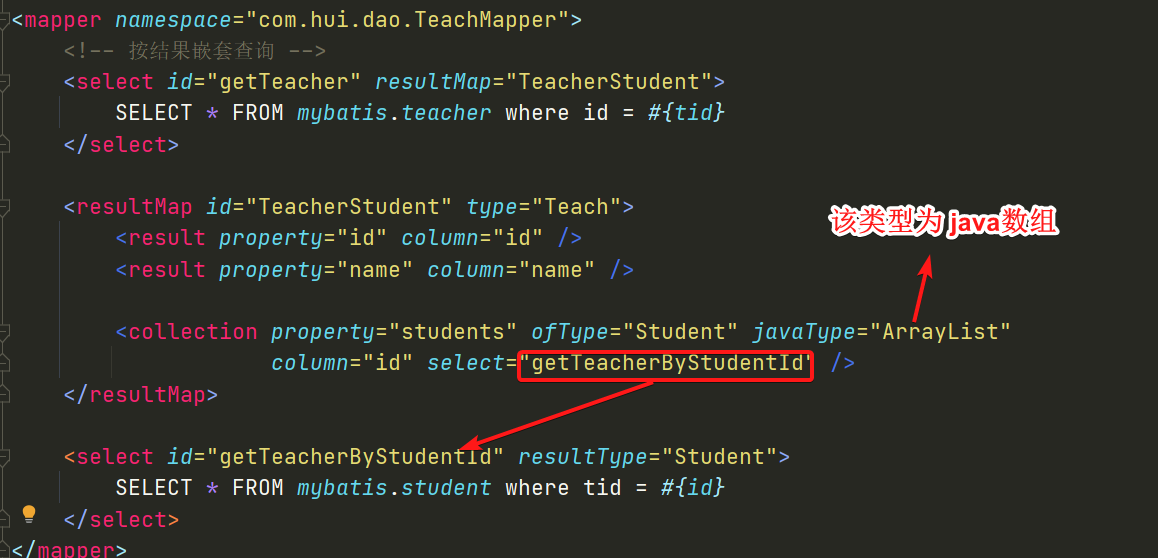 <mapper namespace="com.hui.dao.TeachMapper">
<!-- 按结果嵌套查询 -->
<select id="getTeacher" resultMap="TeacherStudent">
SELECT * FROM mybatis.teacher where id = #{tid}
</select>
<resultMap id="TeacherStudent" type="Teach">
该类型为 java数组
<result property="id" column="id" />
<result property="name" column="name" />
<collection property="students" ofType="Student" javaType="ArrayList"
column="id" select="getTeacherByStudentId" />
</resultMap>
<select id="getTeacherByStudentId" resultType="Student">
SELECT * FROM mybatis.student where tid = #{id}
</select>
</mapper>